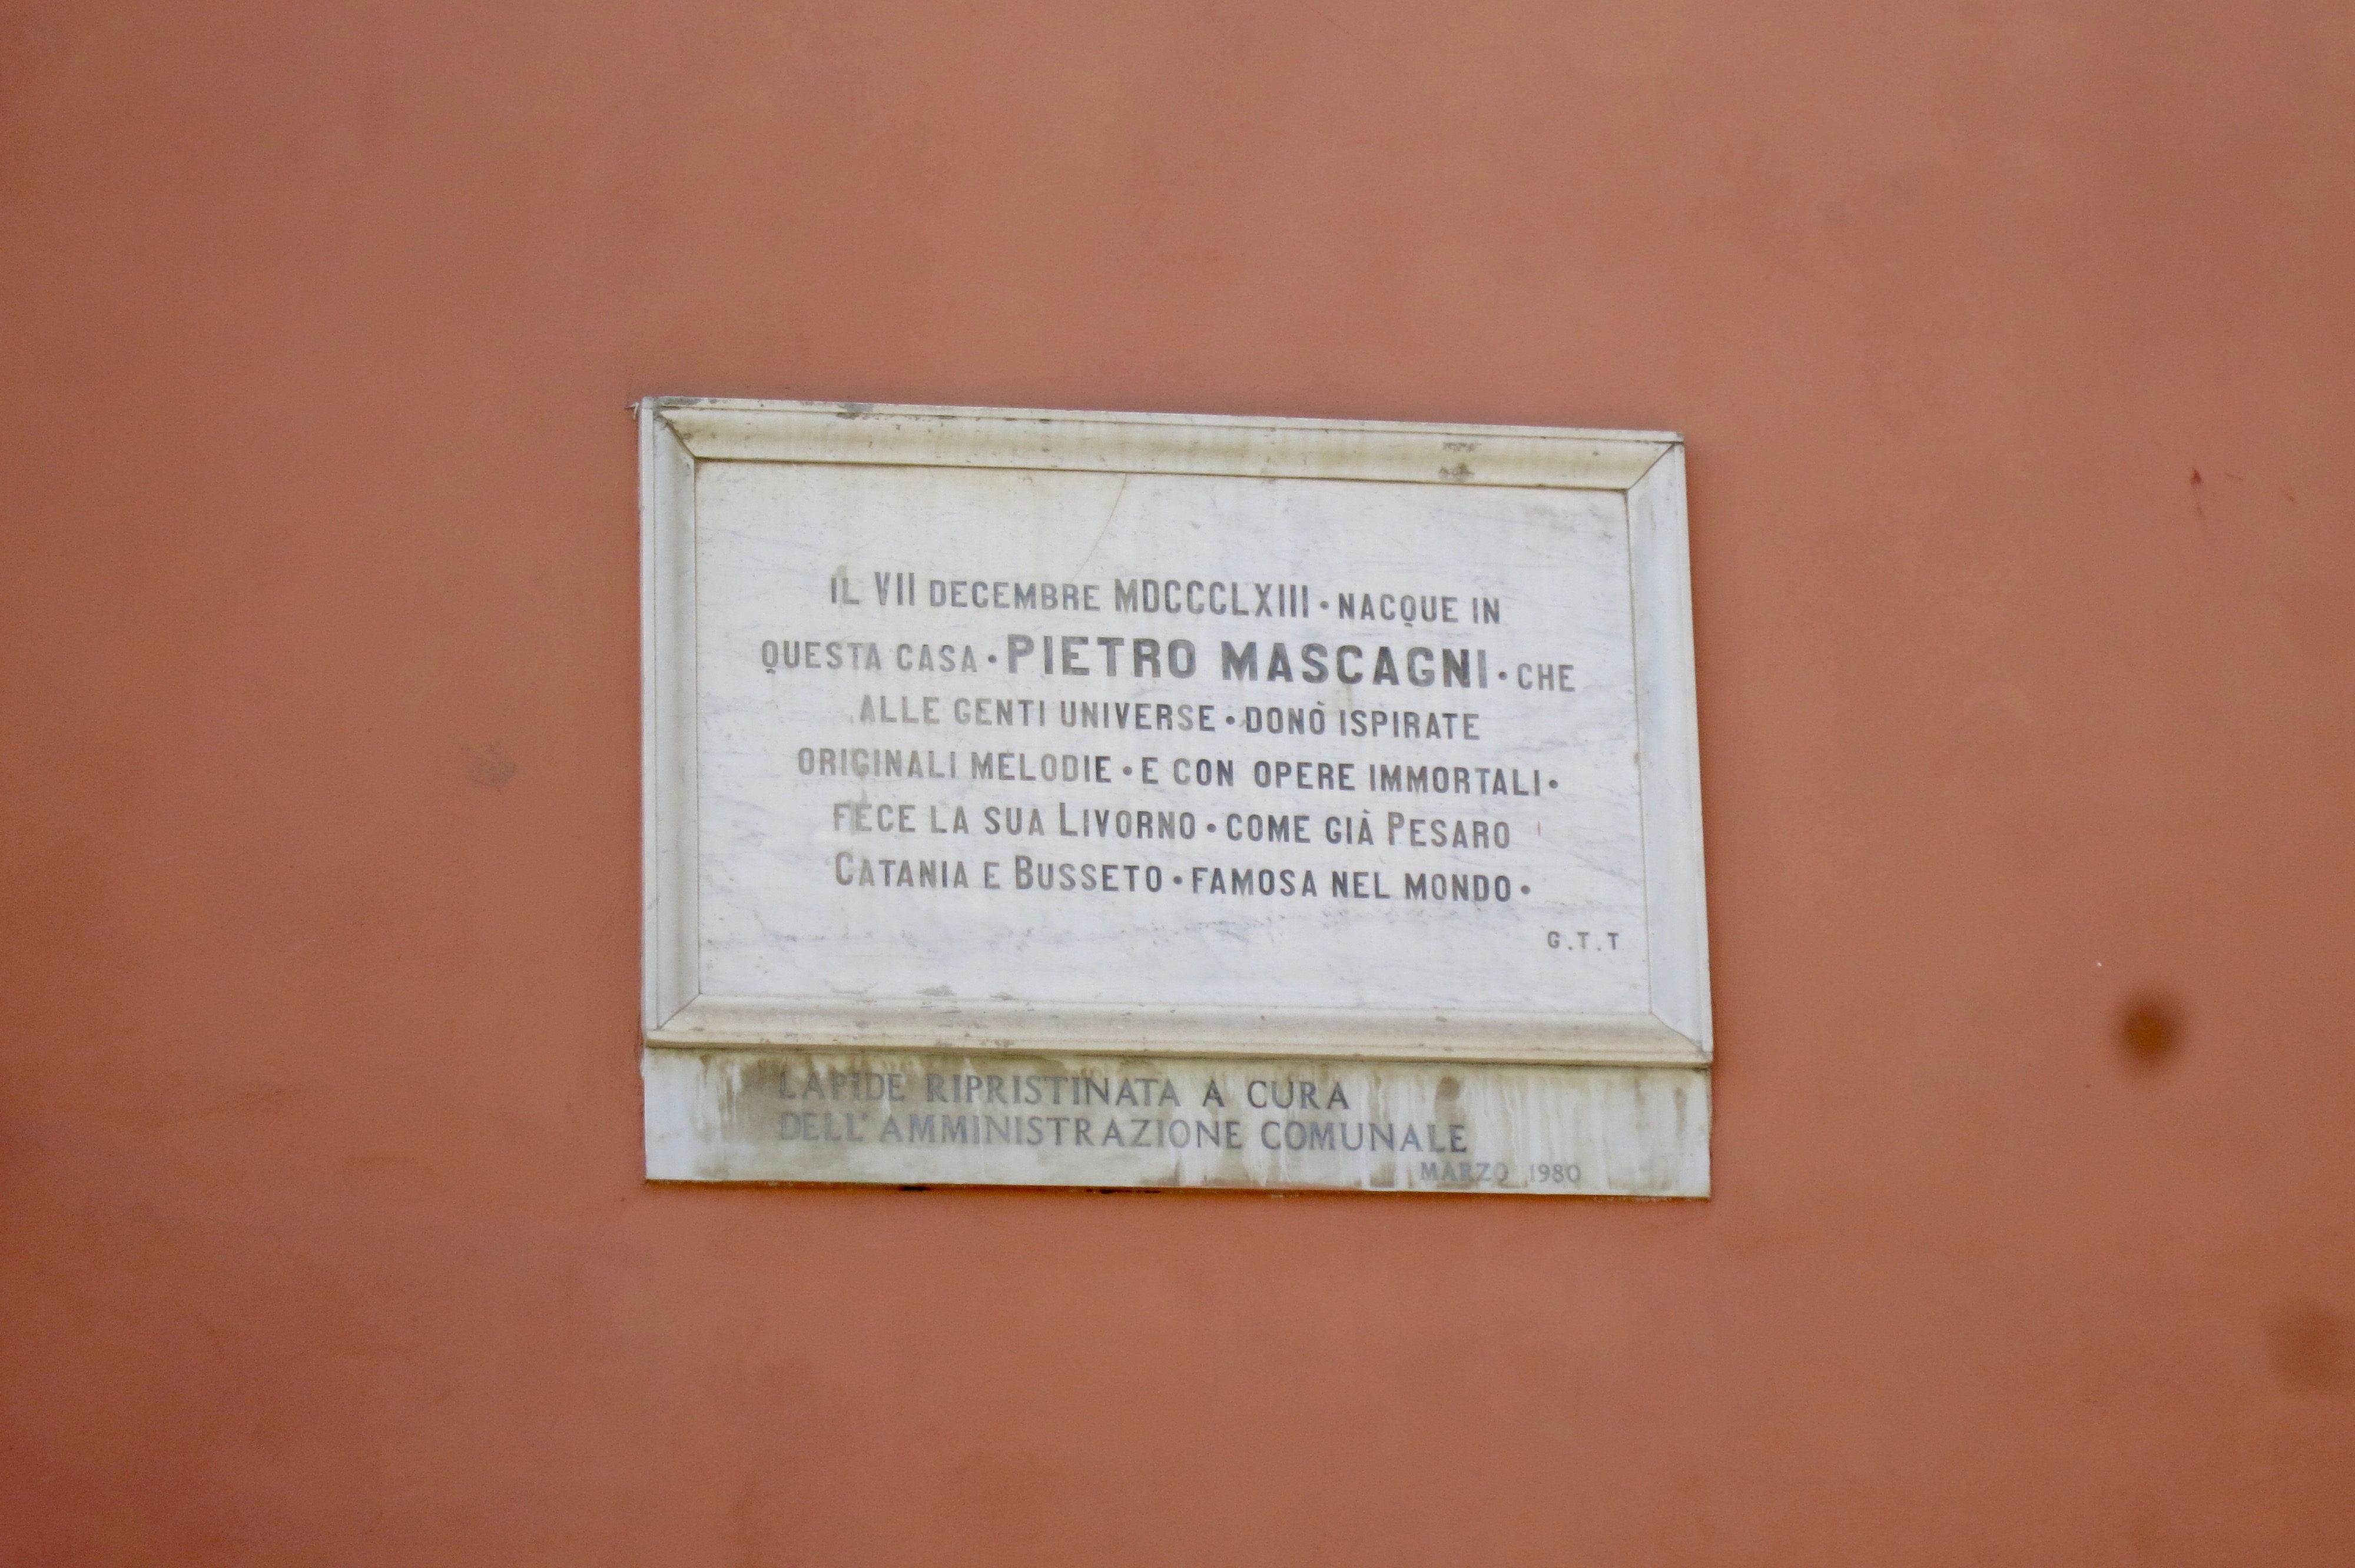 IL VII DECEMBRE MDCCCLXIII • NACQUE IN
QUESTA CASA • PIETRO MASCAGNI • CHE
ALLE GENTI UNIVERSE • DONÒ ISPIRATE
ORIGINALI MELODIE • E CON OPERE IMMORTALI •
FECE LA SUA LIVORNO • COME GIÀ PESARO
CATANIA E BUSSETO • FAMOSA NEL MONDO •
G.T.T
LAPIDE RIPRISTINATA A CURA
DELL'AMMINISTRAZIONE COMUNALE
MARZO 1980